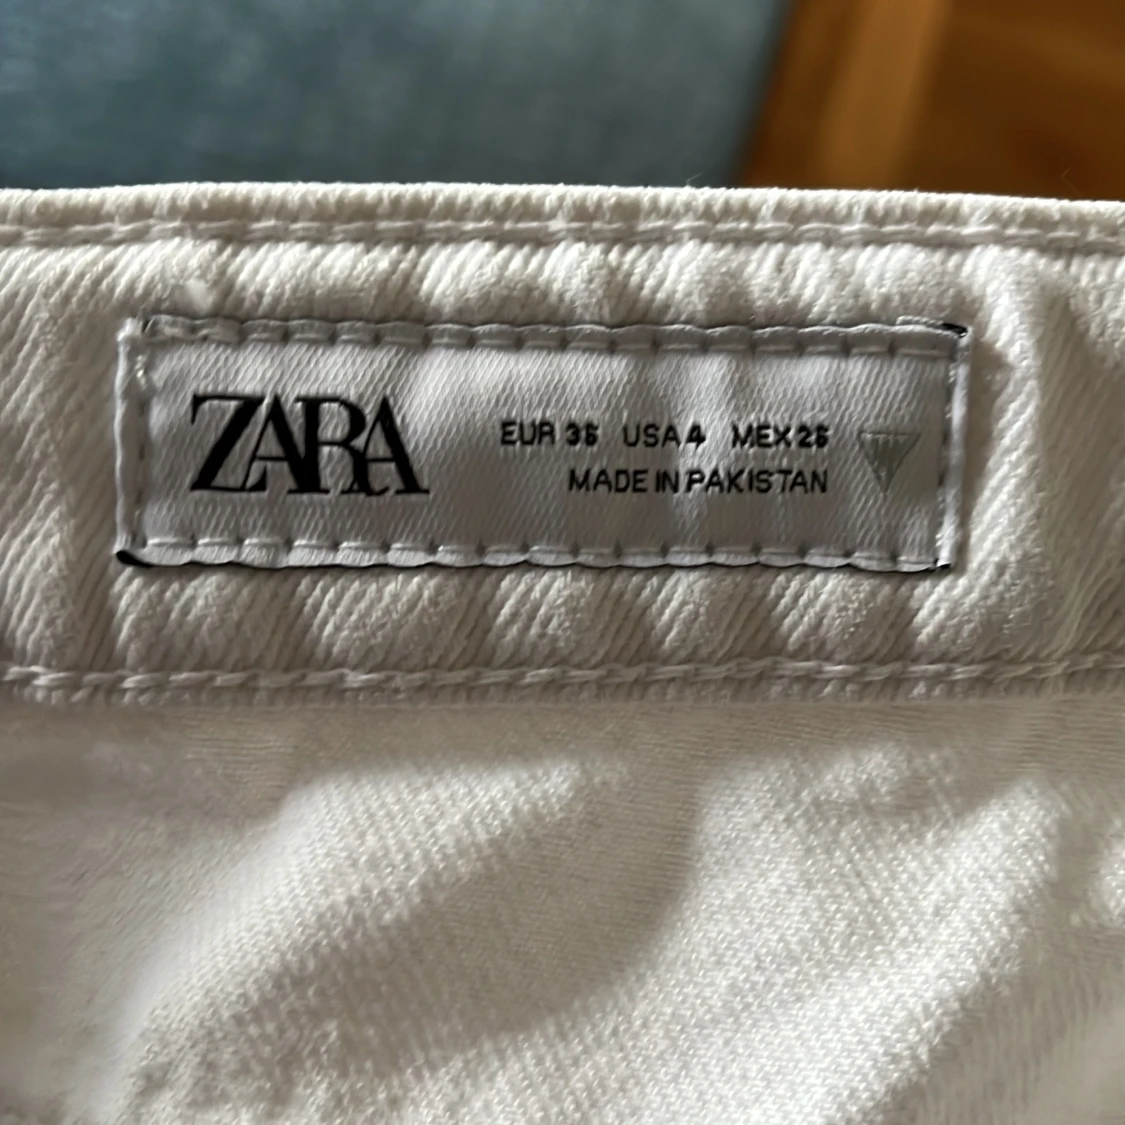 ZARA
EUR 36 USA 4 MEX 26
MADE IN PAKISTAN